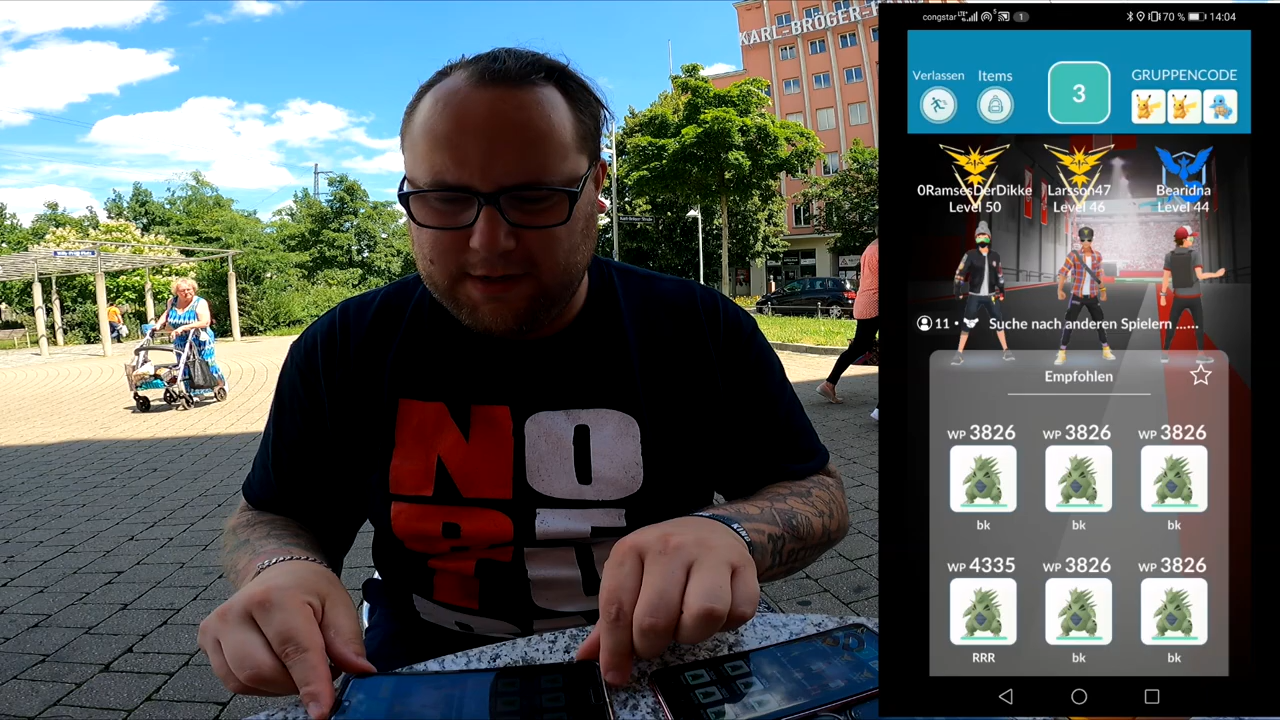 KARL-BRÖGER-
NO
congstar 1 70 % 14:04
Verlassen Items 3 GRUPPENCODE
0RamsesDerDikke Larsson47 Bearidna
Level 50 Level 46 Level 44
11 • Suche nach anderen Spielern ......
Empfohlen
WP 3826 WP 3826 WP 3826
bk bk bk
WP 4335 WP 3826 WP 3826
RRR bk bk